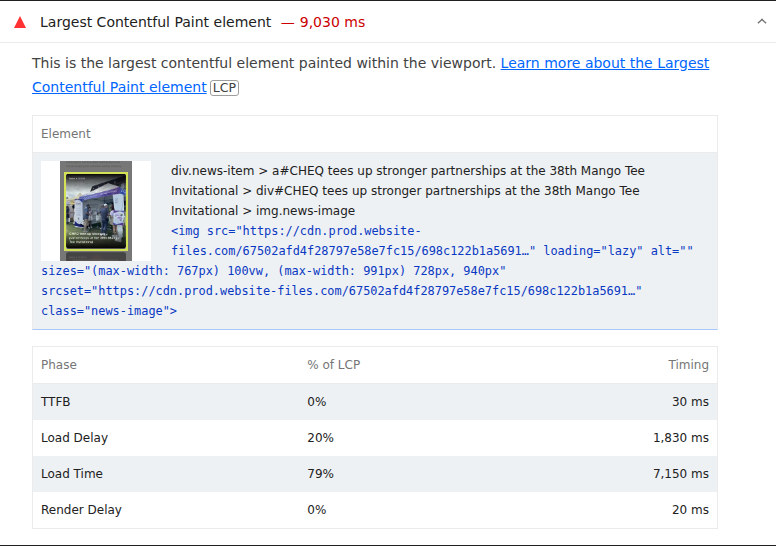 Largest Contentful Paint element — 9,030 ms
This is the largest contentful element painted within the viewport. Learn more about the Largest
Contentful Paint element LCP
Element
div.news-item > a#CHEQ tees up stronger partnerships at the 38th Mango Tee
Invitational > div#CHEQ tees up stronger partnerships at the 38th Mango Tee
Invitational > img.news-image
<img src="https://cdn.prod.website-
files.com/67502afd4f28797e58e7fc15/698c122b1a5691…" loading="lazy" alt=""
sizes="(max-width: 767px) 100vw, (max-width: 991px) 728px, 940px"
srcset="https://cdn.prod.website-files.com/67502afd4f28797e58e7fc15/698c122b1a5691…"
class="news-image">
Phase % of LCP Timing
TTFB 0% 30 ms
Load Delay 20% 1,830 ms
Load Time 79% 7,150 ms
Render Delay 0% 20 ms